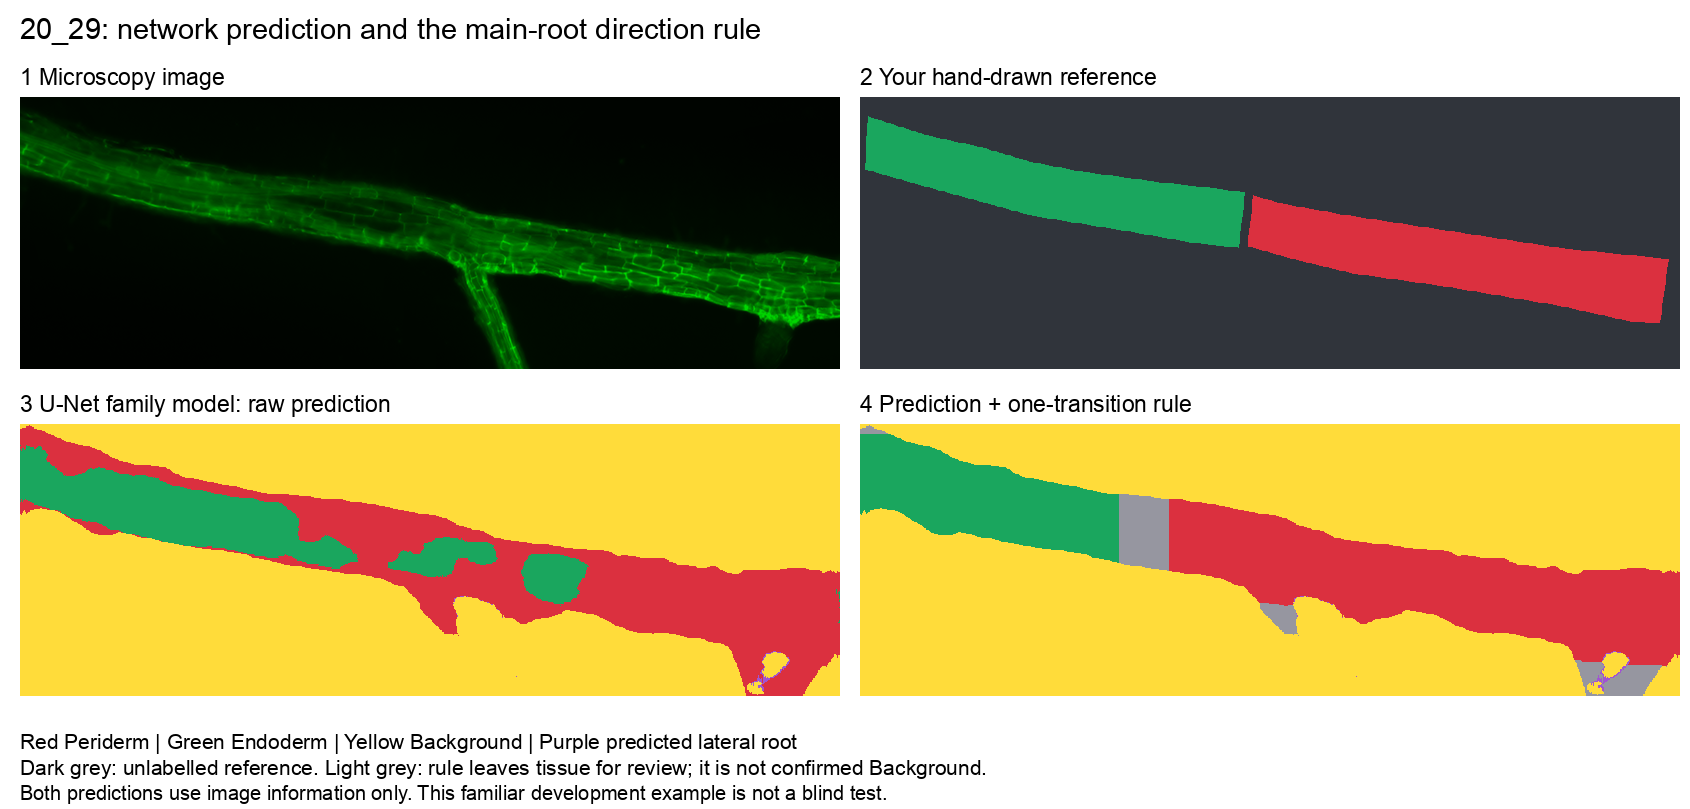 20_29: network prediction and the main-root direction rule
1 Microscopy image
2 Your hand-drawn reference
3 U-Net family model: raw prediction
4 Prediction + one-transition rule
Red Periderm | Green Endoderm | Yellow Background | Purple predicted lateral root
Dark grey: unlabelled reference. Light grey: rule leaves tissue for review; it is not confirmed Background.
Both predictions use image information only. This familiar development example is not a blind test.